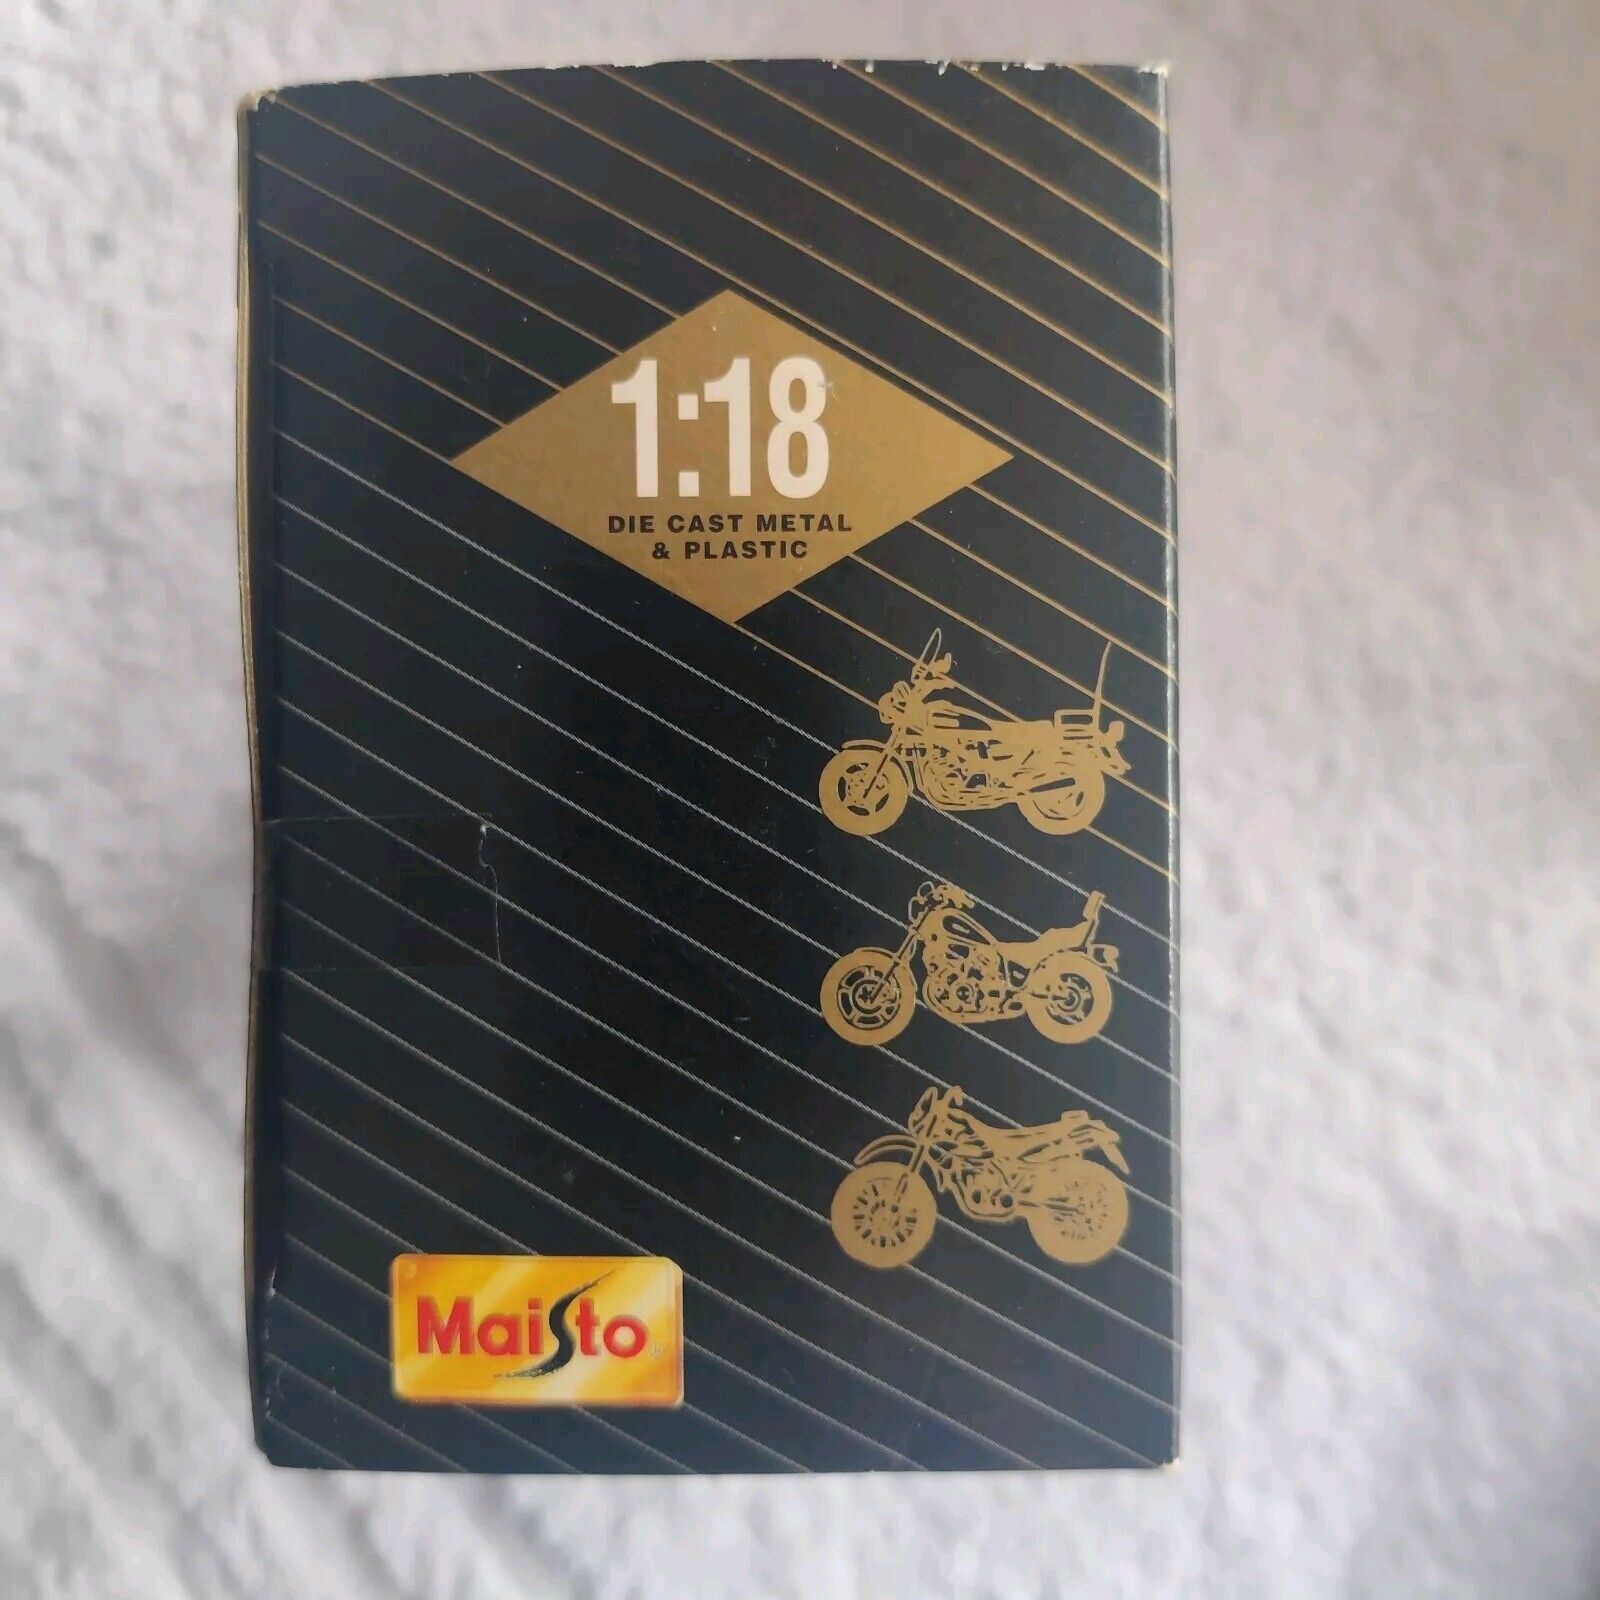 1:18
DIE CAST METAL
& PLASTIC
Maisto®